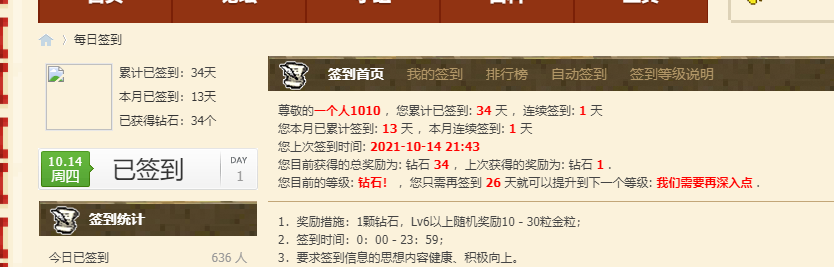 每日签到
累计已签到：34天
本月已签到：13天
已获得钻石：34个
10.14
周四
已签到
DAY
1
签到统计
今日已签到 636 人
签到首页 我的签到 排行榜 自动签到 签到等级说明
尊敬的一个人1010 ，您累计已签到: 34 天 ，连续签到: 1 天
您本月已累计签到: 13 天 ，本月连续签到: 1 天
您上次签到时间: 2021-10-14 21:43
您目前获得的总奖励为: 钻石 34 ，上次获得的奖励为: 钻石 1 .
您目前的等级: 钻石！ ，您只需再签到 26 天就可以提升到下一个等级: 我们需要再深入点 .
1. 奖励措施：1颗钻石，Lv6以上随机奖励10 - 30粒金粒；
2. 签到时间：0：00 - 23：59；
3. 要求签到信息的思想内容健康、积极向上。